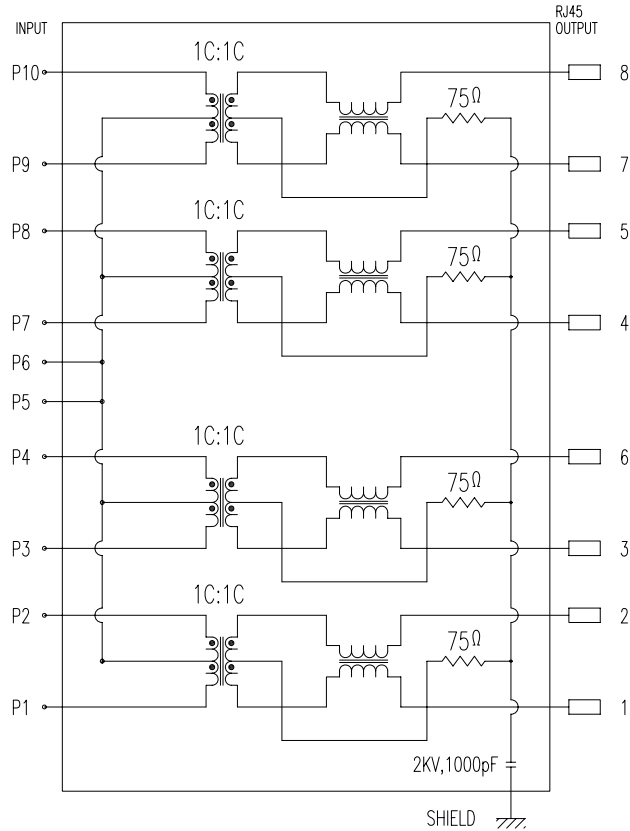 RJ45
INPUT OUTPUT
1C:1C
P10 8
75Ω
P9 7
1C:1C
P8 5
75Ω
P7 4
P6
P5
1C:1C
P4 6
75Ω
P3 3
1C:1C
P2 2
75Ω
P1 1
2KV,1000pF
SHIELD